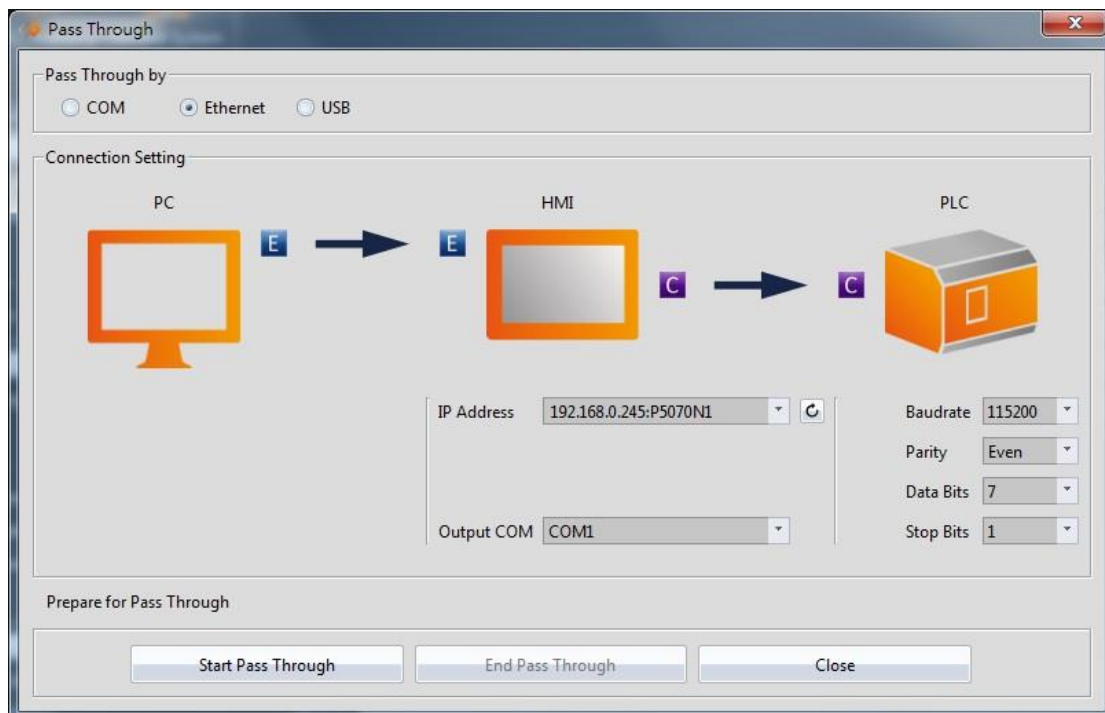 Pass Through
Pass Through by
COM Ethernet USB
Connection Setting
PC HMI PLC
E E
C C
IP Address 192.168.0.245:P5070N1 Baudrate 115200
Parity Even
Data Bits 7
Output COM COM1 Stop Bits 1
Prepare for Pass Through
Start Pass Through End Pass Through Close